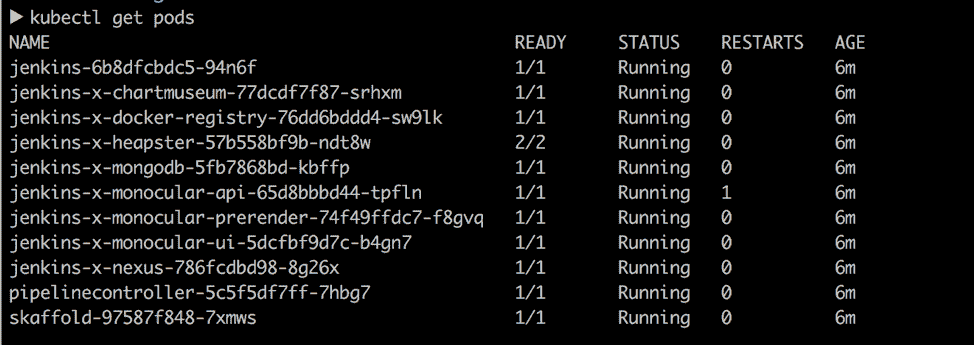 ▶ kubectl get pods
NAME READY STATUS RESTARTS AGE
jenkins-6b8dfcbdc5-94n6f 1/1 Running 0 6m
jenkins-x-chartmuseum-77dcdf7f87-srhxm 1/1 Running 0 6m
jenkins-x-docker-registry-76dd6bddd4-sw9lk 1/1 Running 0 6m
jenkins-x-heapster-57b558bf9b-ndt8w 2/2 Running 0 6m
jenkins-x-mongodb-5fb7868bd-kbffp 1/1 Running 0 6m
jenkins-x-monocular-api-65d8bbbd44-tpfln 1/1 Running 1 6m
jenkins-x-monocular-prerender-74f49ffdc7-f8gvq 1/1 Running 0 6m
jenkins-x-monocular-ui-5dcfbf9d7c-b4gn7 1/1 Running 0 6m
jenkins-x-nexus-786fcdbd98-8g26x 1/1 Running 0 6m
pipelinecontroller-5c5f5df7ff-7hbg7 1/1 Running 0 6m
skaffold-97587f848-7xmws 1/1 Running 0 6m